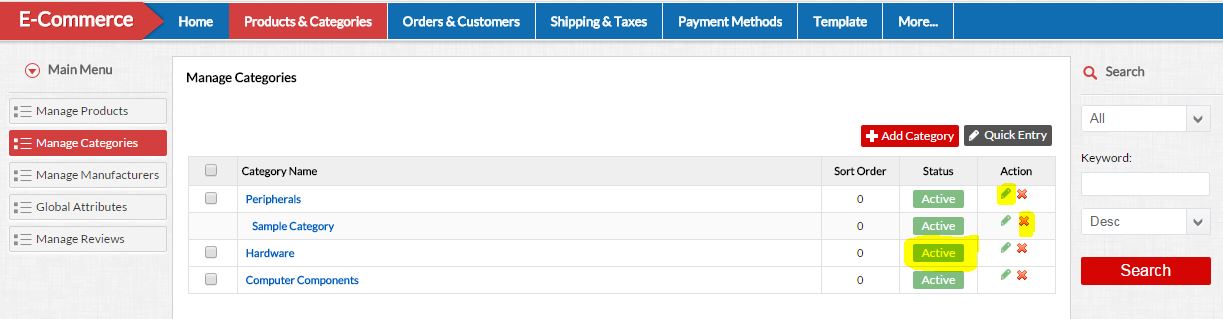 E-Commerce Home Products & Categories Orders & Customers Shipping & Taxes Payment Methods Template More...
Main Menu
Manage Products
Manage Categories
Manage Manufacturers
Global Attributes
Manage Reviews
Manage Categories
Add Category Quick Entry
Category Name Sort Order Status Action
Peripherals 0 Active
Sample Category 0 Active
Hardware 0 Active
Computer Components 0 Active
Search
All
Keyword:
Desc
Search